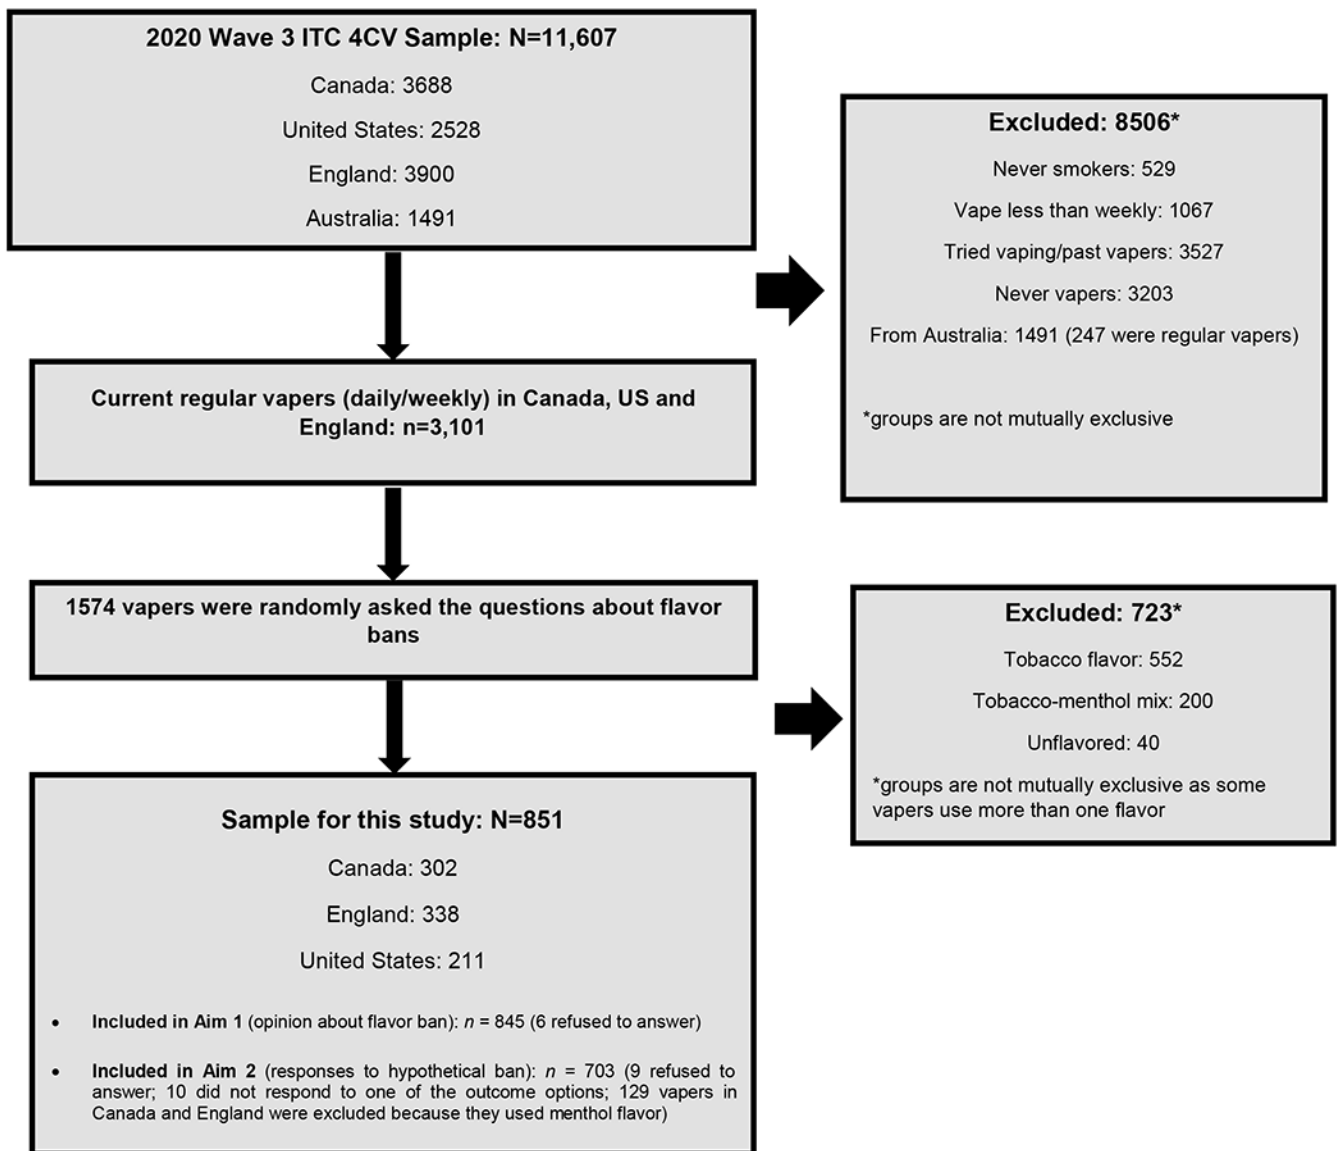 2020 Wave 3 ITC 4CV Sample: N=11,607
Canada: 3688
United States: 2528
England: 3900
Australia: 1491
Excluded: 8506*
Never smokers: 529
Vape less than weekly: 1067
Tried vaping/past vapers: 3527
Never vapers: 3203
From Australia: 1491 (247 were regular vapers)
*groups are not mutually exclusive
Current regular vapers (daily/weekly) in Canada, US and
England: n=3,101
1574 vapers were randomly asked the questions about flavor
bans
Excluded: 723*
Tobacco flavor: 552
Tobacco-menthol mix: 200
Unflavored: 40
*groups are not mutually exclusive as some
vapers use more than one flavor
Sample for this study: N=851
Canada: 302
England: 338
United States: 211
• Included in Aim 1 (opinion about flavor ban): n = 845 (6 refused to answer)
• Included in Aim 2 (responses to hypothetical ban): n = 703 (9 refused to
answer; 10 did not respond to one of the outcome options; 129 vapers in
Canada and England were excluded because they used menthol flavor)